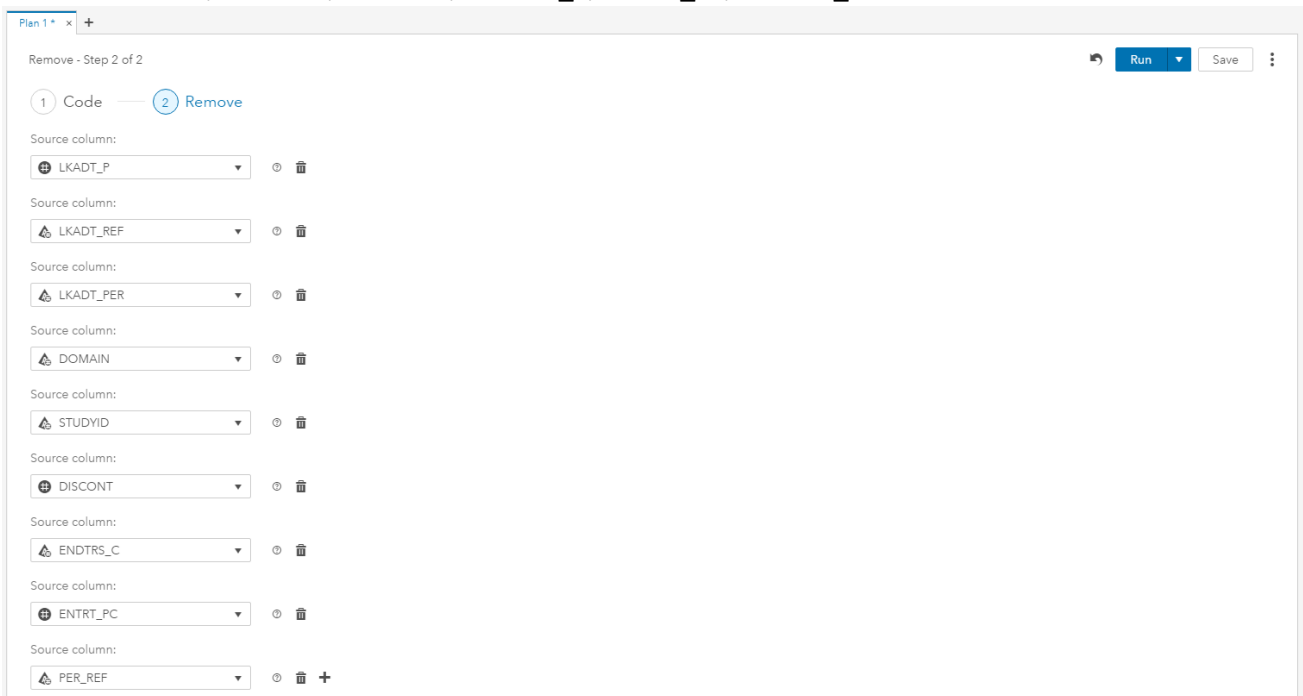 Plan 1 * × +
Remove - Step 2 of 2
Run
Save
1 Code
2 Remove
Source column:
LKADT_P
Source column:
LKADT_REF
Source column:
LKADT_PER
Source column:
DOMAIN
Source column:
STUDYID
Source column:
DISCONT
Source column:
ENDTRS_C
Source column:
ENTRT_PC
Source column:
PER_REF